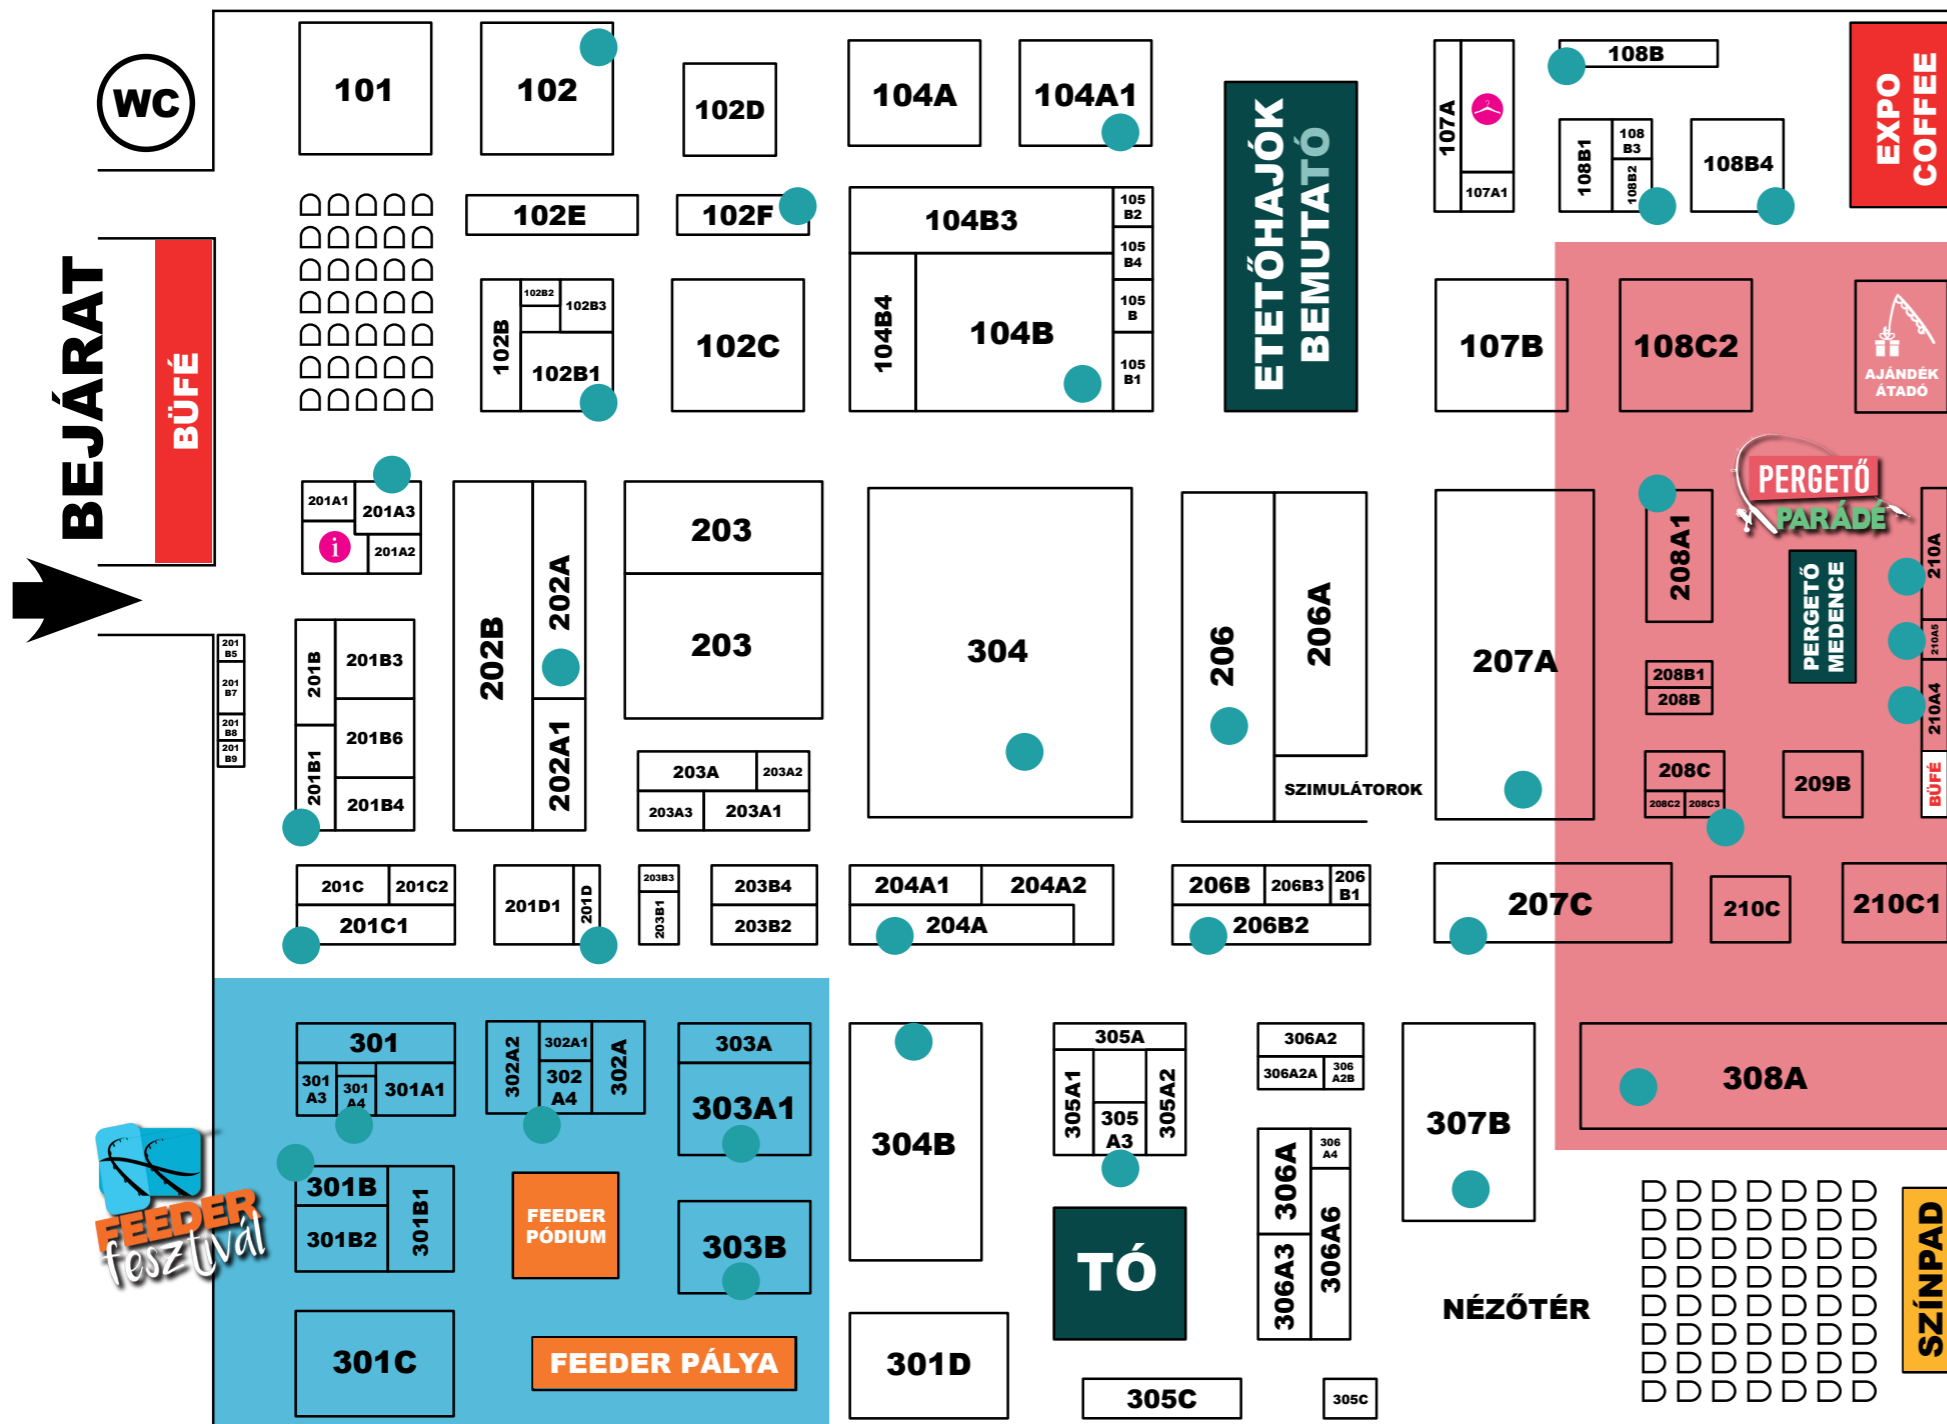 WC
101
102
102D
104A
104A1
ETETŐHAJÓK
BEMUTATÓ
107A
107A1
108B
108B1
108
B3
108B2
108B4
EXPO
COFFEE
102E
102F
104B3
105
B2
105
B4
105
B
105
B1
BEJÁRAT
BÜFÉ
102B
102B2
102B3
102B1
102C
104B4
104B
107B
108C2
AJÁNDÉK
ÁTADÓ
PERGETŐ
PARÁDÉ
201A1
201A3
i
201A2
202B
202A
202A1
203
203
304
206
206A
SZIMULÁTOROK
207A
208A1
PERGETŐ
MEDENCE
210A
210A5
210A4
BÜFÉ
201
B5
201
B7
201
B8
201
B9
201B
201B1
201B3
201B6
201B4
203A
203A2
203A3
203A1
208B1
208B
208C
208C2
208C3
209B
201C
201C2
201C1
201D1
201D
203B3
203B1
203B4
203B2
204A1
204A2
204A
206B
206B3
206
B1
206B2
207C
210C
210C1
301
301
A3
301
A4
301A1
302A2
302A1
302
A4
302A
303A
303A1
304B
305A
305A1
305
A3
305A2
306A2
306A2A
306
A2B
307B
308A
FEEDER
fesztivál
301B
301B2
301B1
FEEDER
PÓDIUM
303B
TÓ
306A
306
A4
306A3
306A6
NÉZŐTÉR
SZÍNPAD
301C
FEEDER PÁLYA
301D
305C
305C